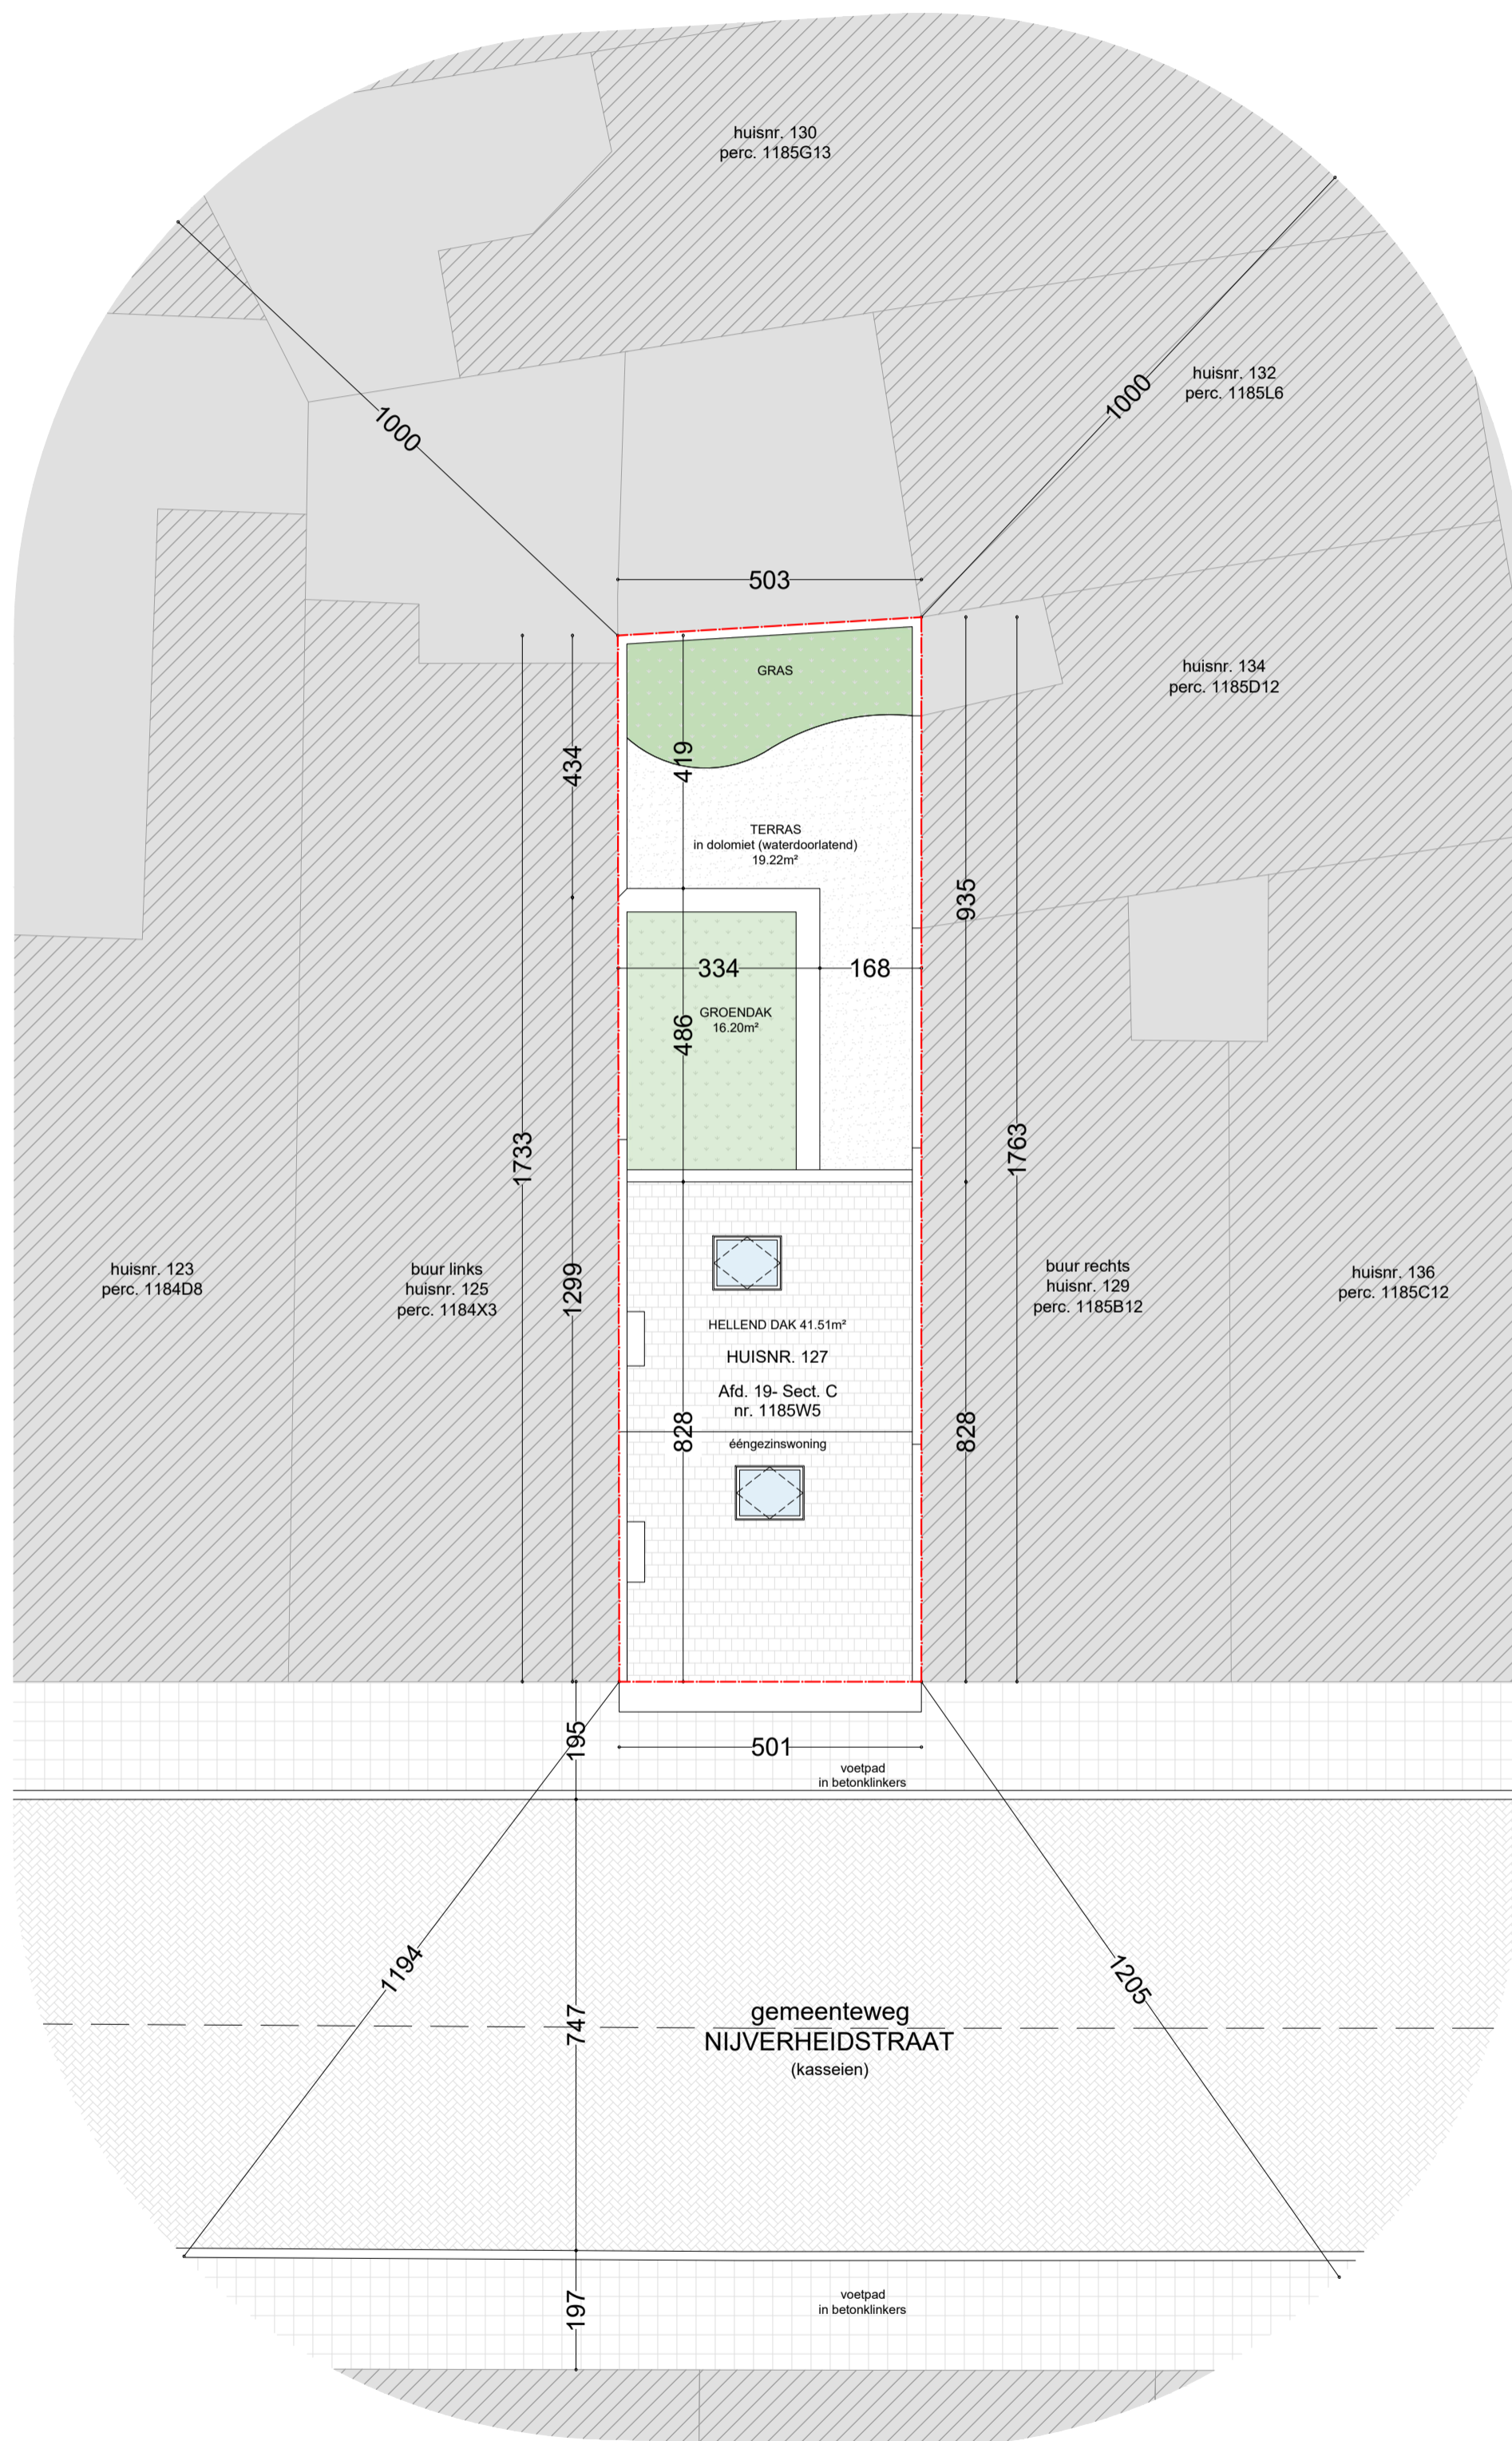 huisnr. 130
perc. 1185G13
huisnr. 132
perc. 1185L6
1000
1000
503
huisnr. 134
perc. 1185D12
GRAS
434
419
TERRAS
in dolomiet (waterdoorlatend)
19.22m²
935
334
168
GROENDAK
16.20m²
486
1733
1763
huisnr. 123
perc. 1184D8
buur links
huisnr. 125
perc. 1184X3
1299
buur rechts
huisnr. 129
perc. 1185B12
huisnr. 136
perc. 1185C12
HELLEND DAK 41.51m²
HUISNR. 127
Afd. 19- Sect. C
nr. 1185W5
ééngezinswoning
828
828
195
501
voetpad
in betonklinkers
1194
1205
747
gemeenteweg
NIJVERHEIDSTRAAT
(kasseien)
197
voetpad
in betonklinkers